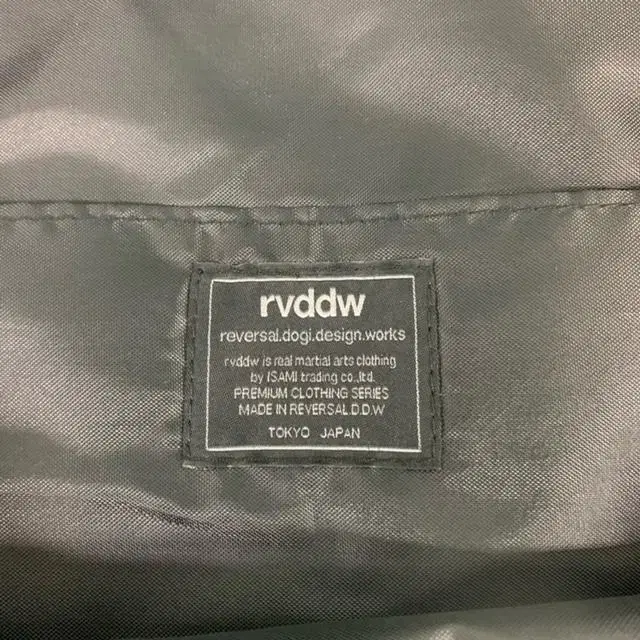 rvddw
reversal.dogi.design.works
rvddw is real martial arts clothing
by ISAMI trading co.,ltd.
PREMIUM CLOTHING SERIES
MADE IN REVERSAL D.D.W
TOKYO JAPAN